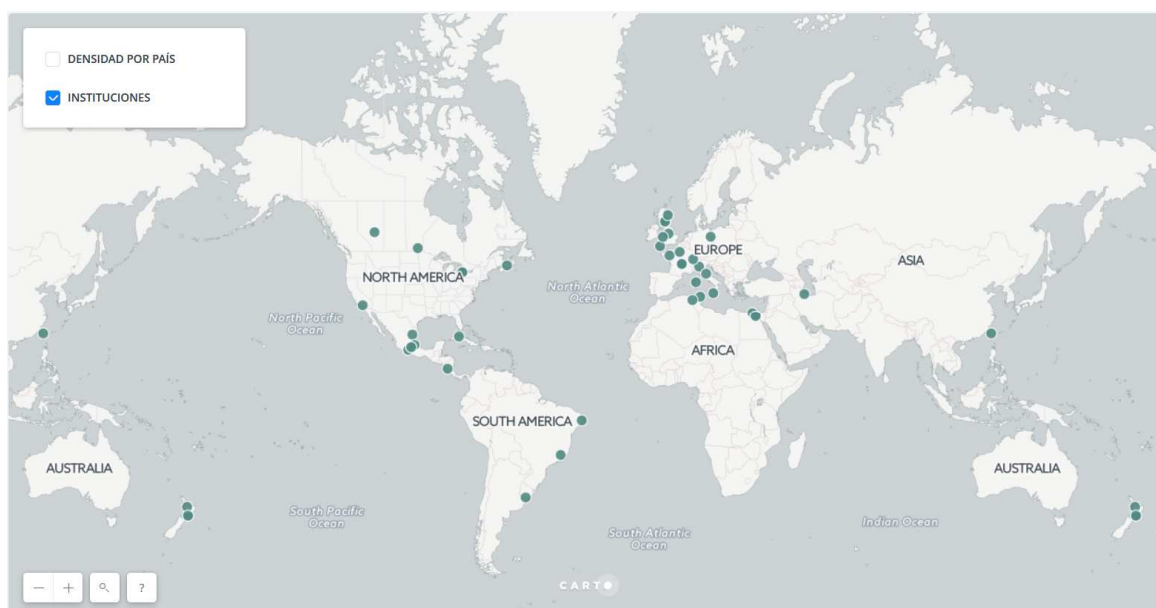 DENSIDAD POR PAÍS
INSTITUCIONES
NORTH AMERICA
EUROPE
ASIA
North Atlantic
Ocean
North Pacific
Ocean
AFRICA
SOUTH AMERICA
AUSTRALIA
AUSTRALIA
South Pacific
Ocean
South Atlantic
Ocean
Indian Ocean
CARTO
?